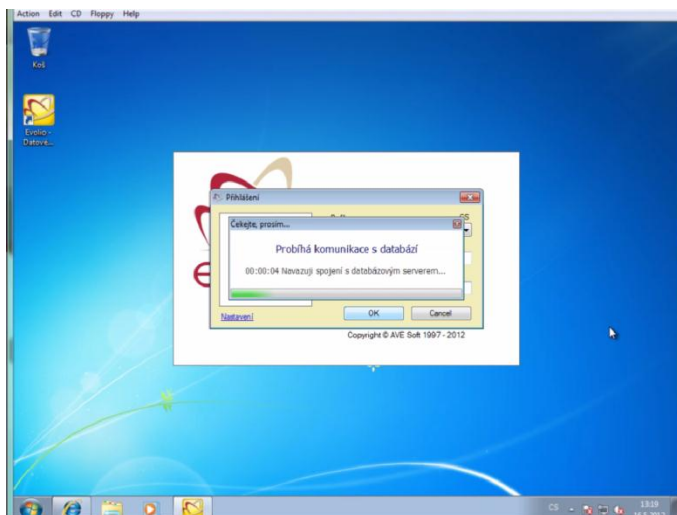 Action Edit CD Floppy Help
Koš
Evolio -
Datové...
Přihlášení
Čekejte, prosím...
Probíhá komunikace s databází
00:00:04 Navazuji spojení s databázovým serverem...
Nastavení
OK
Cancel
Copyright © AVE Soft 1997 - 2012
CS
13:19